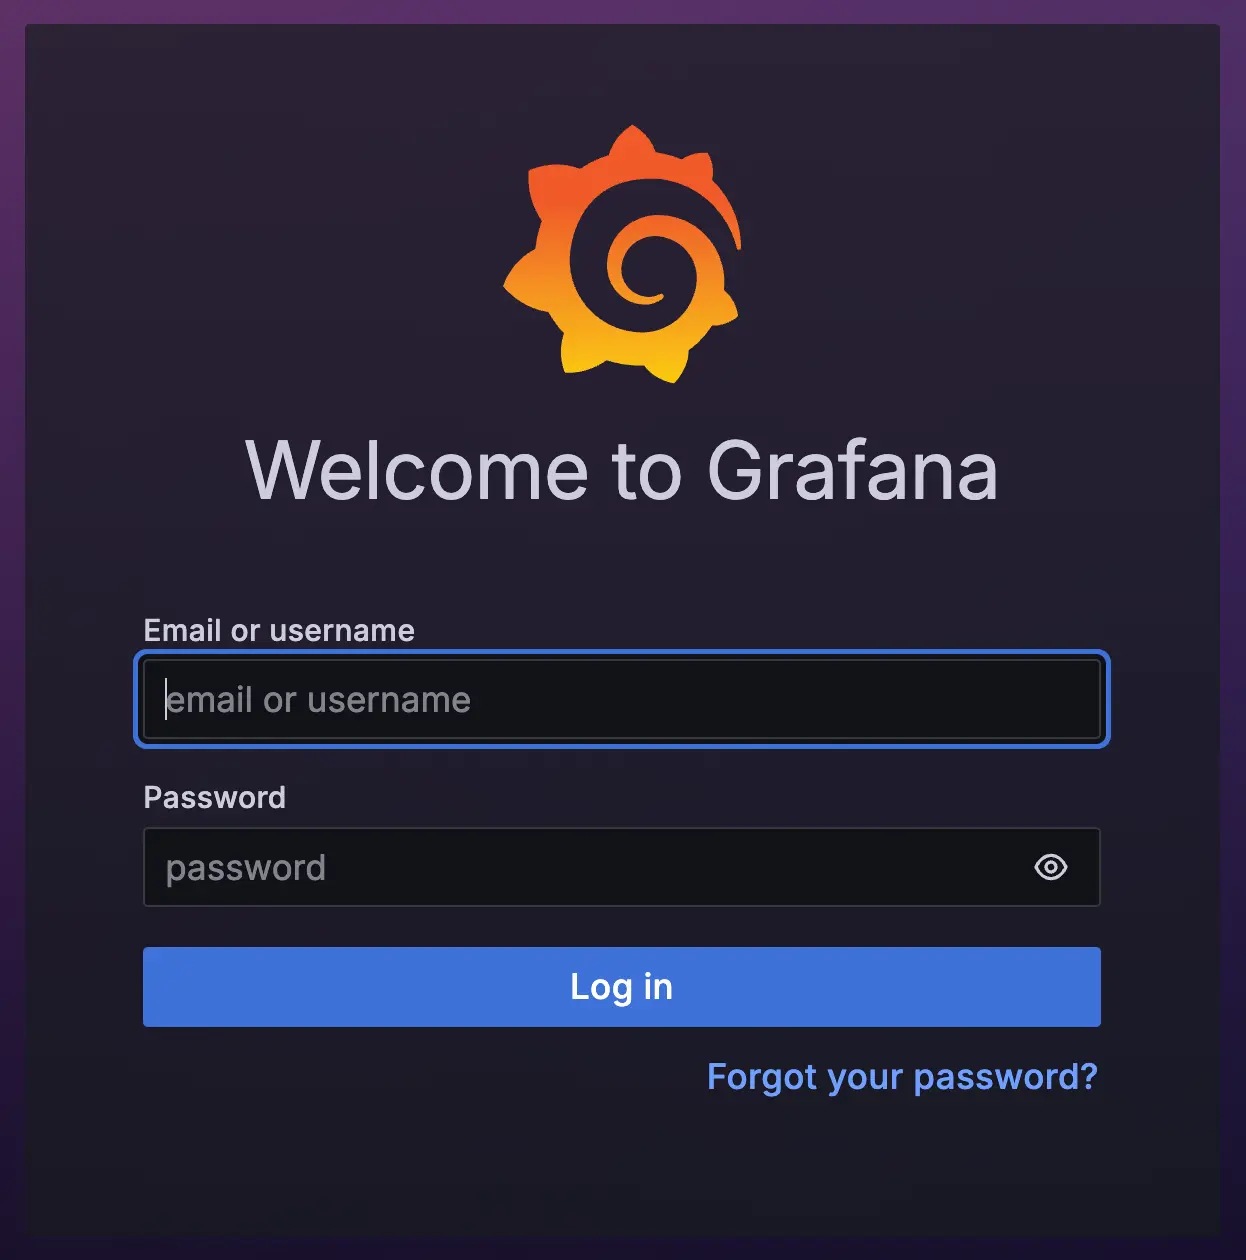 Welcome to Grafana
Email or username
email or username
Password
password
Log in
Forgot your password?